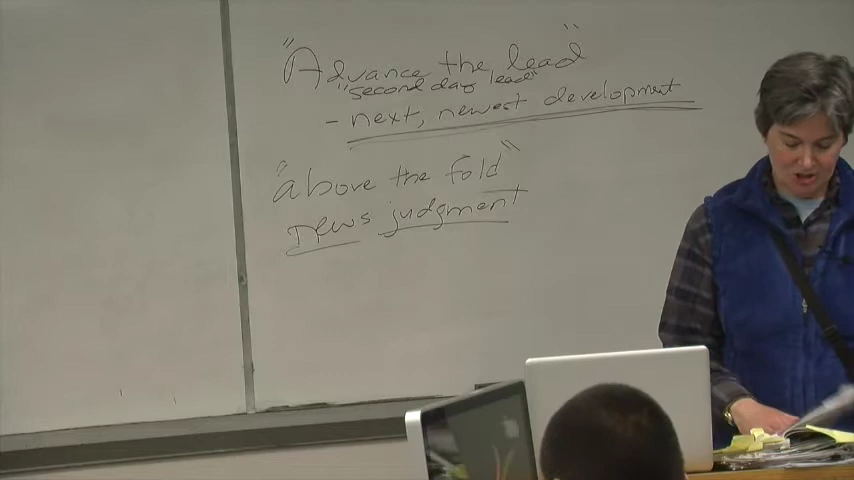 "Advance the lead"
"second day lead"
- next, newest development
"above the fold"
news judgment